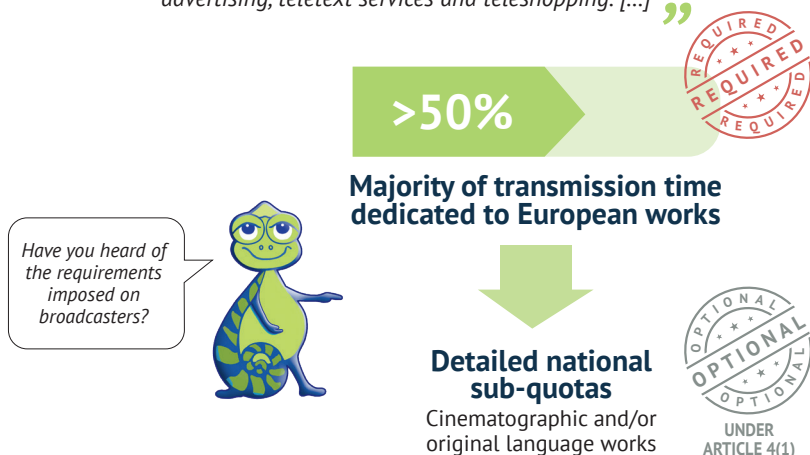 advertising, teletext services and teleshopping. [...] ”
REQUIRED
REQUIRED
REQUIRED
>50%
Majority of transmission time
dedicated to European works
Have you heard of
the requirements
imposed on
broadcasters?
OPTIONAL
OPTIONAL
OPTIONAL
Detailed national
sub-quotas
Cinematographic and/or
original language works
UNDER
ARTICLE 4(1)